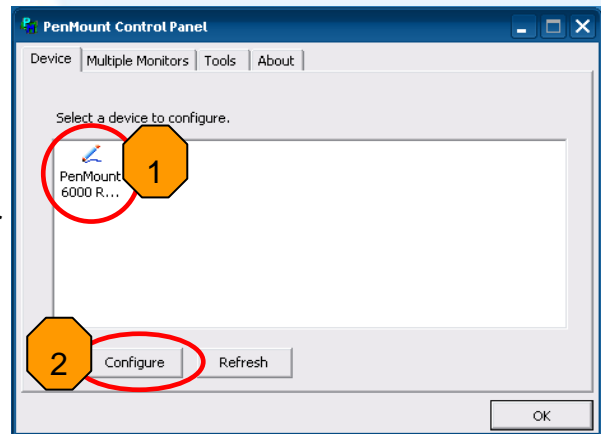 PenMount Control Panel
Device Multiple Monitors Tools About
Select a device to configure.
1
PenMount
6000 R...
2 Configure Refresh
OK